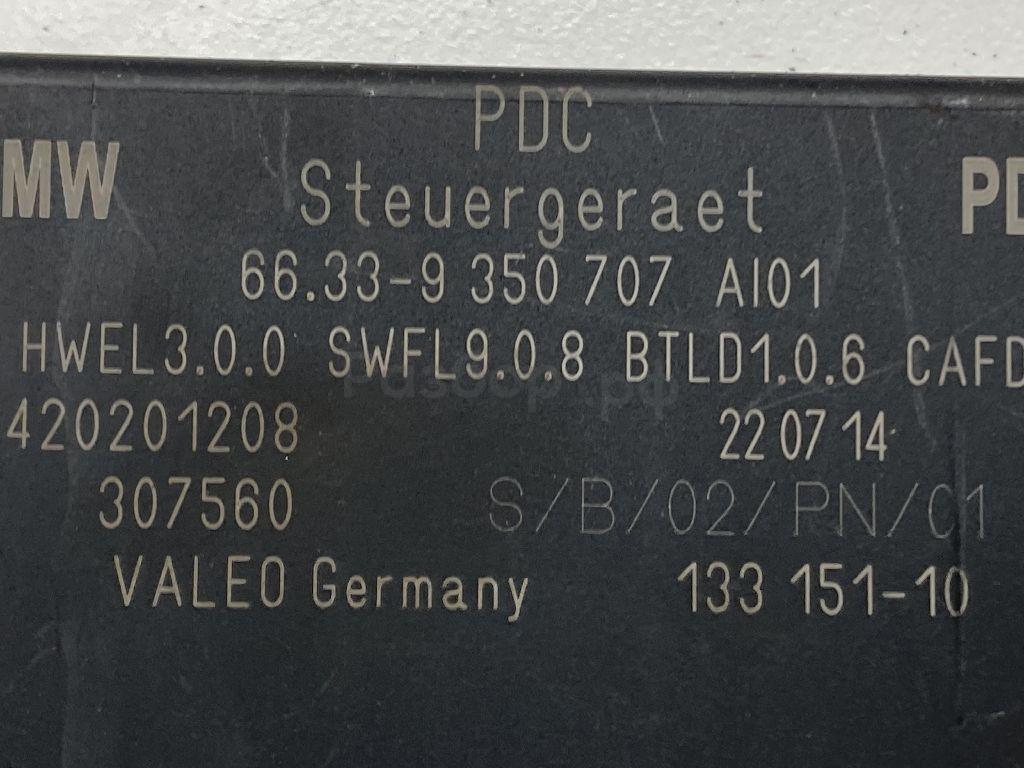 PDC
MW Steuergeraet PD
66.33-9 350 707 AI01
HWEL3.0.0 SWFL9.0.8 BTLD1.0.6 CAFD
420201208 22 07 14
307560 S/B/02/PN/C1
VALEO Germany 133 151-10